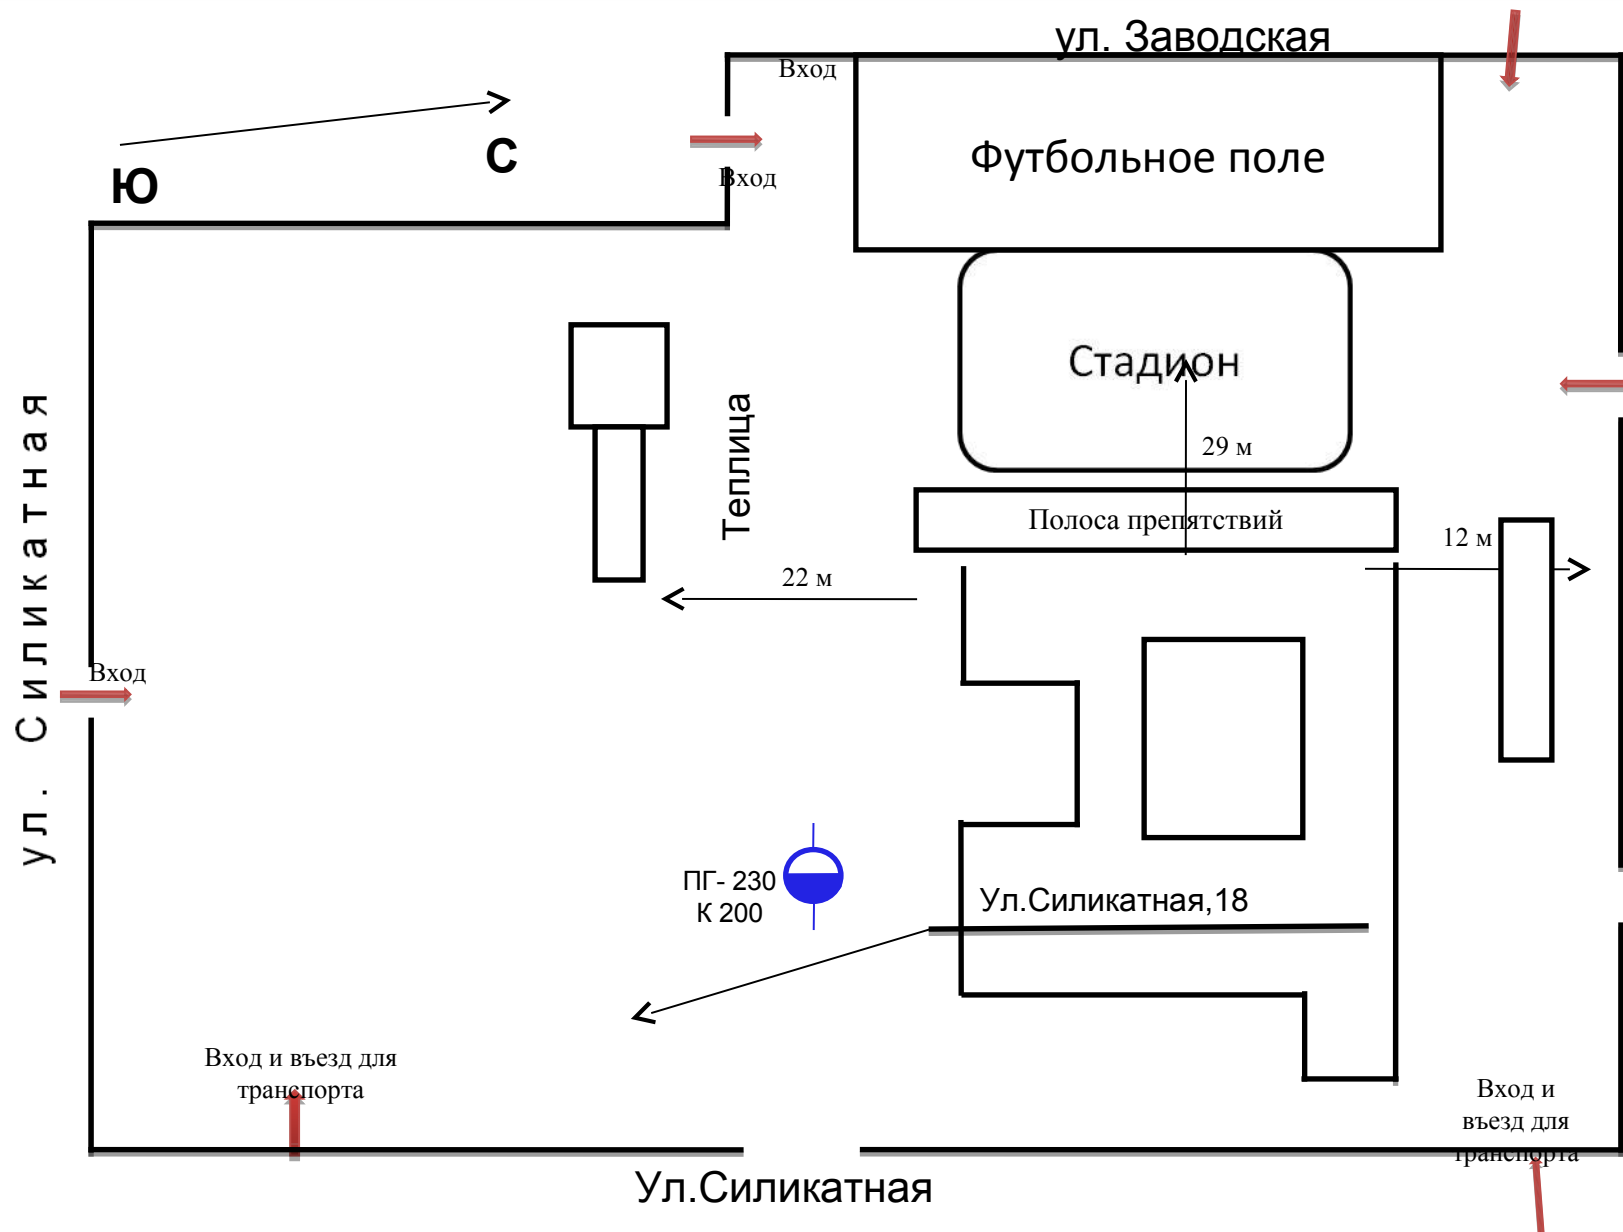 ул. Заводская
Вход
С
Ю
Вход
Футбольное поле
Стадион
Теплица
29 м
Полоса препятствий
12 м
22 м
ул. Силикатная
Вход
ПГ- 230
К 200
Ул.Силикатная,18
Вход и въезд для
транспорта
Вход и
въезд для
транспорта
Ул.Силикатная